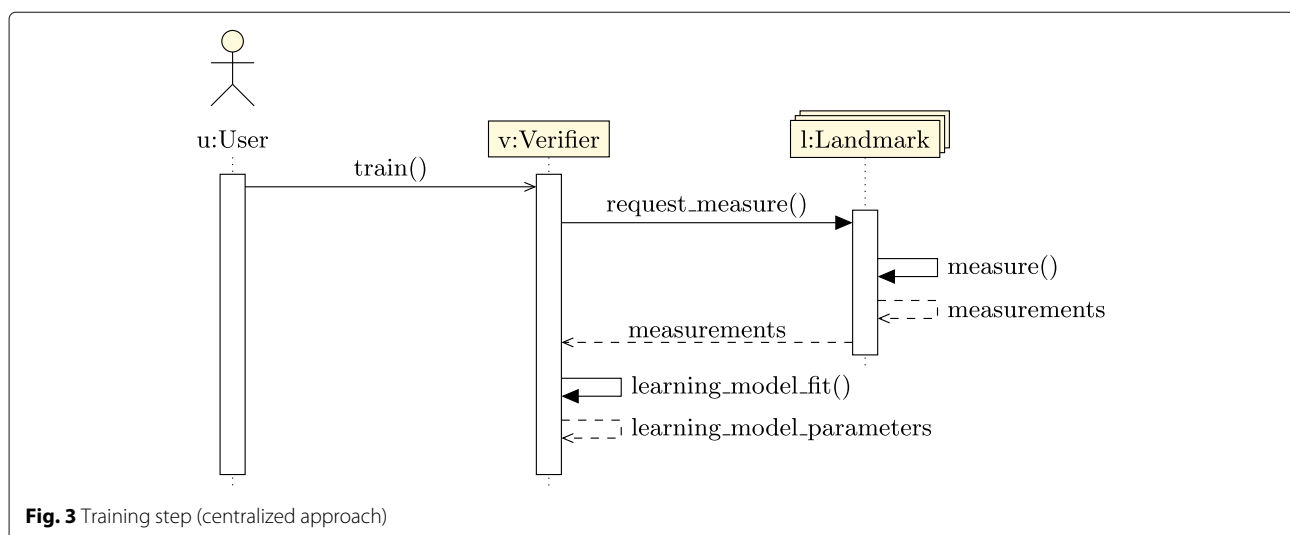 u:User
v:Verifier
l:Landmark
train()
request_measure()
measure()
measurements
measurements
learning_model_fit()
learning_model_parameters
Fig. 3 Training step (centralized approach)